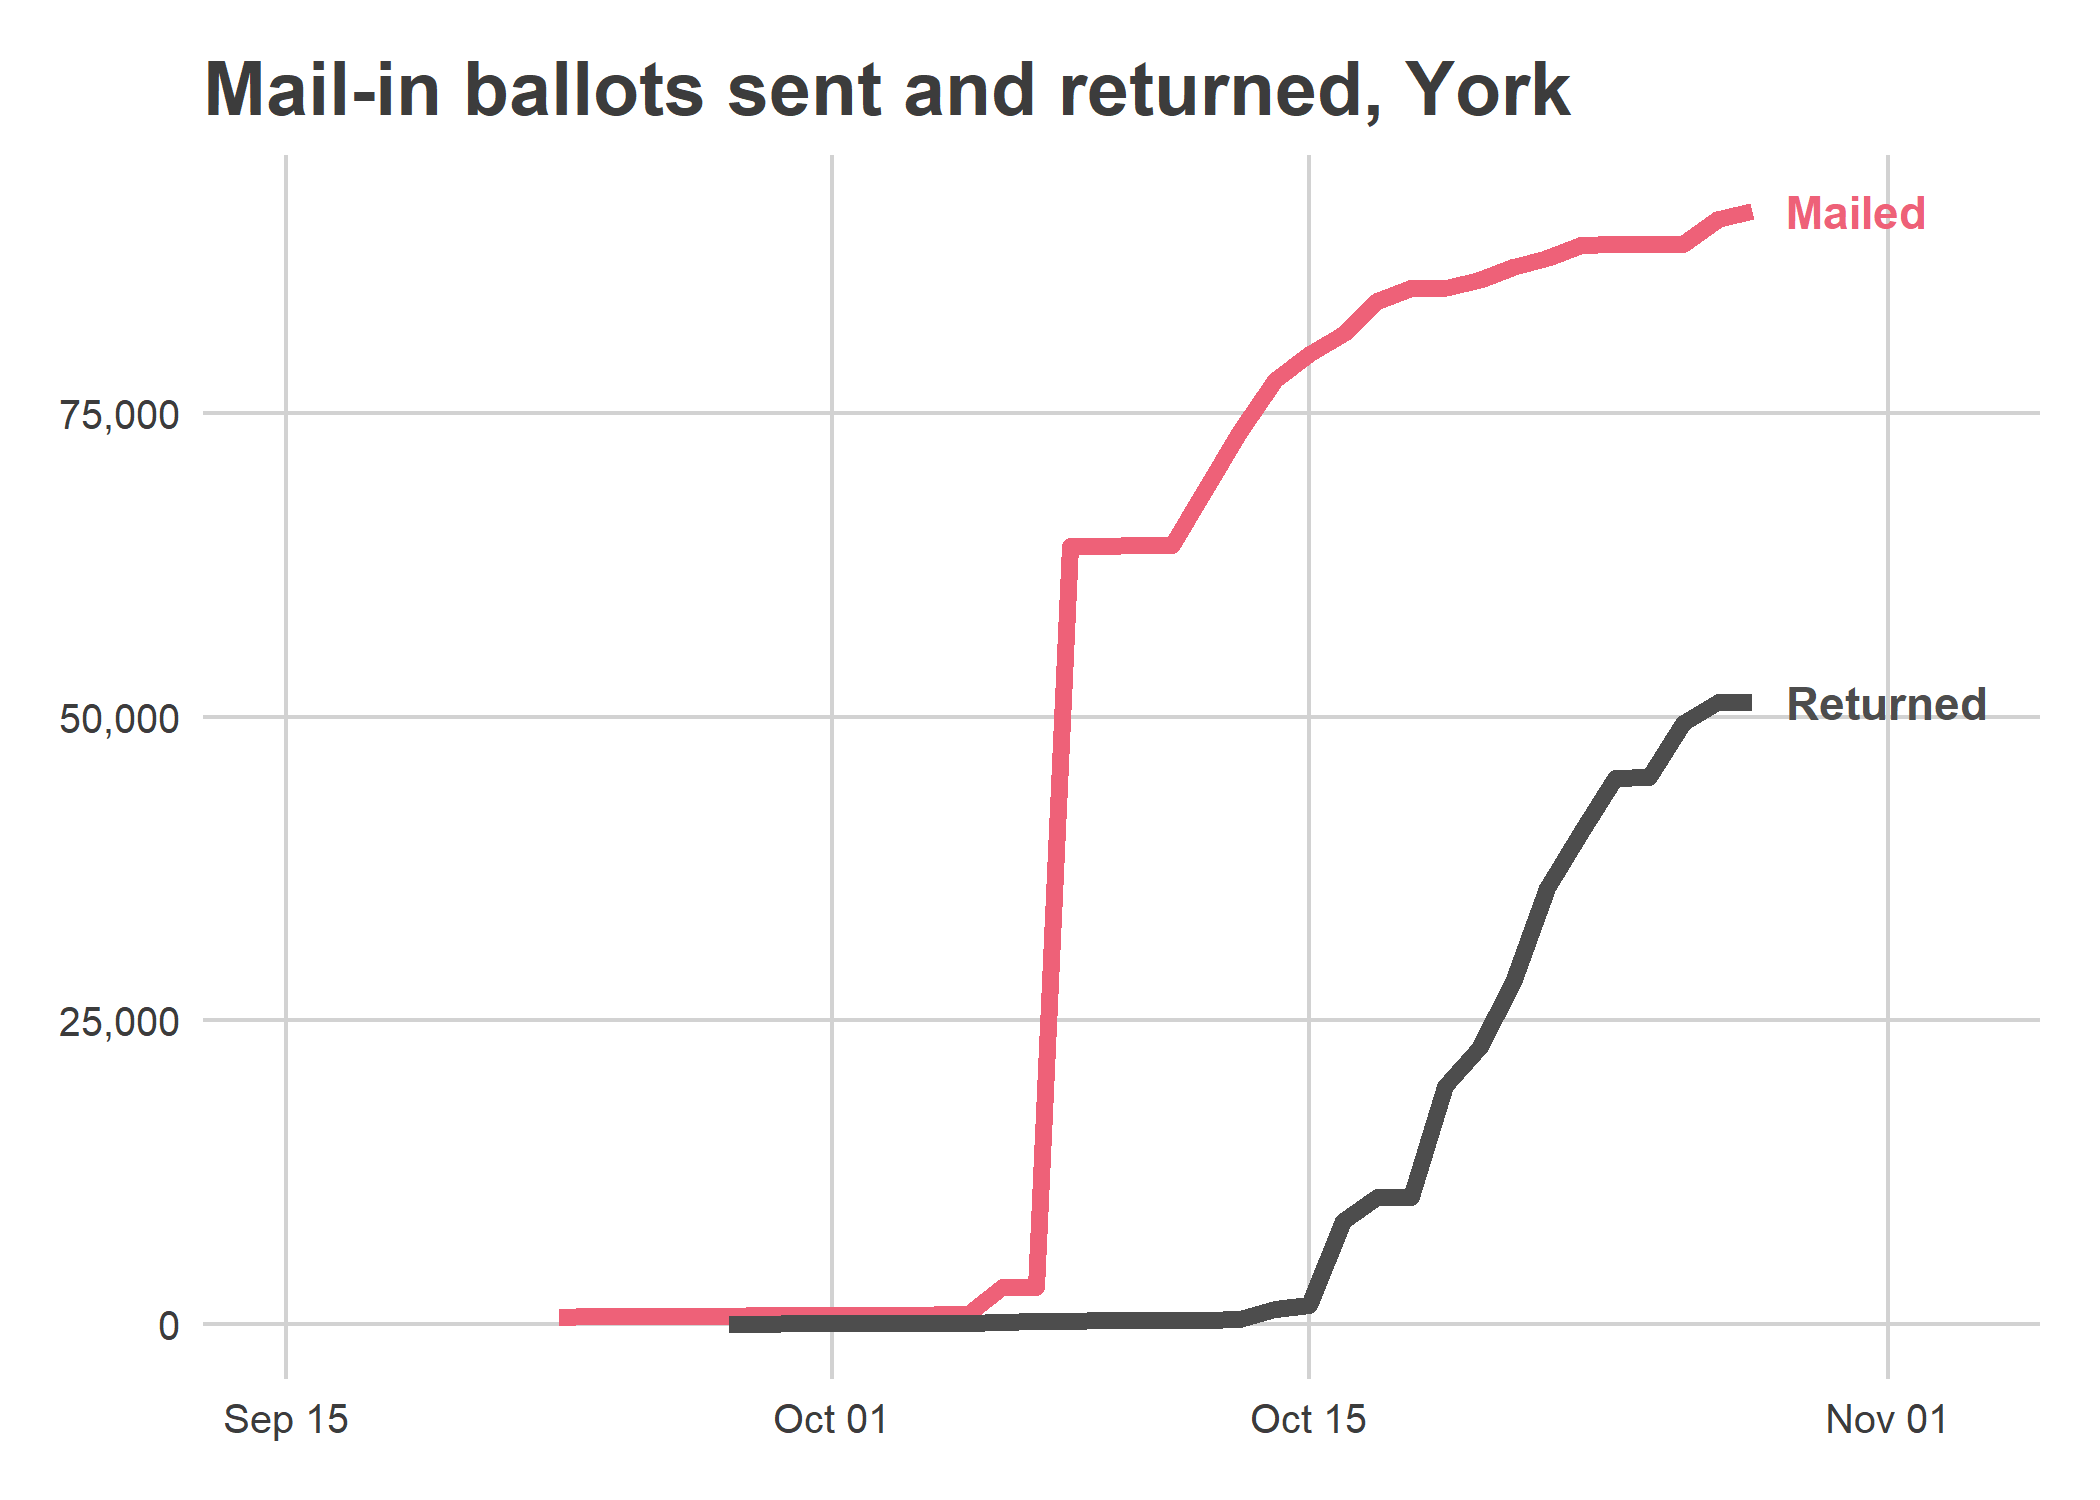 Mail-in ballots sent and returned, York
Mailed
75,000
50,000
Returned
25,000
0
Sep 15
Oct 01
Oct 15
Nov 01